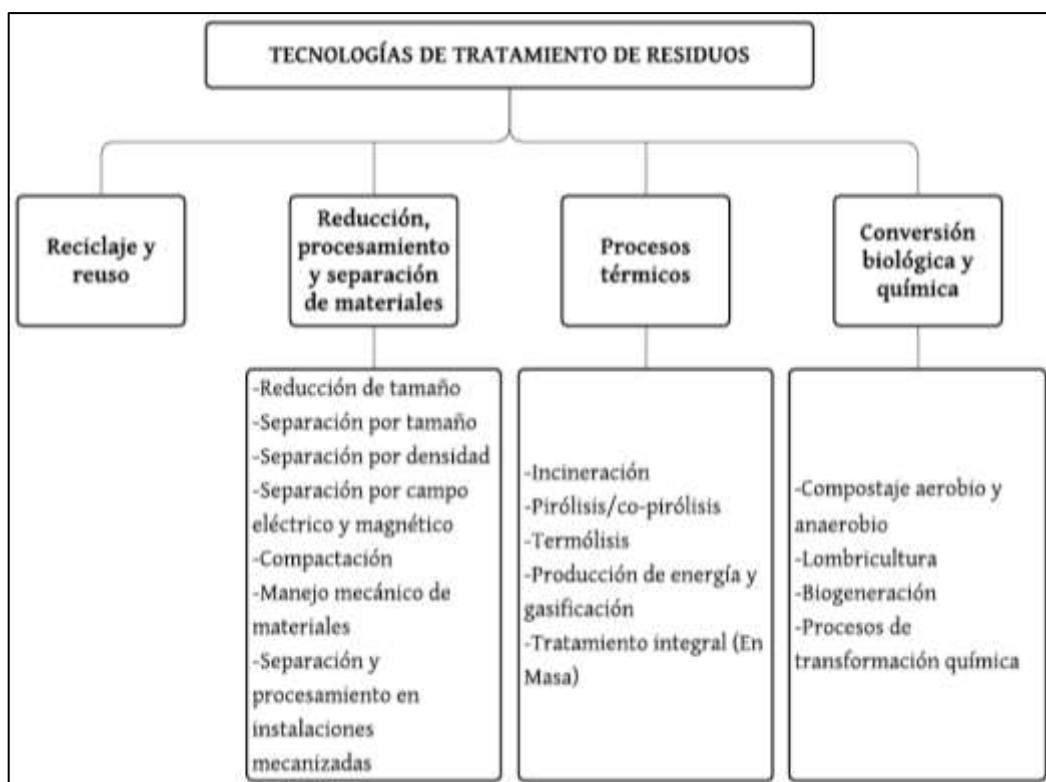 TECNOLOGÍAS DE TRATAMIENTO DE RESIDUOS
Reciclaje y
reuso
Reducción,
procesamiento
y separación
de materiales
Procesos
térmicos
Conversión
biológica y
química
-Reducción de tamaño
-Separación por tamaño
-Separación por densidad
-Separación por campo
eléctrico y magnético
-Compactación
-Manejo mecánico de
materiales
-Separación y
procesamiento en
instalaciones
mecanizadas
-Incineración
-Pirólisis/co-pirólisis
-Termólisis
-Producción de energía y
gasificación
-Tratamiento integral (En
Masa)
-Compostaje aerobio y
anaerobio
-Lombricultura
-Biogeneración
-Procesos de
transformación química